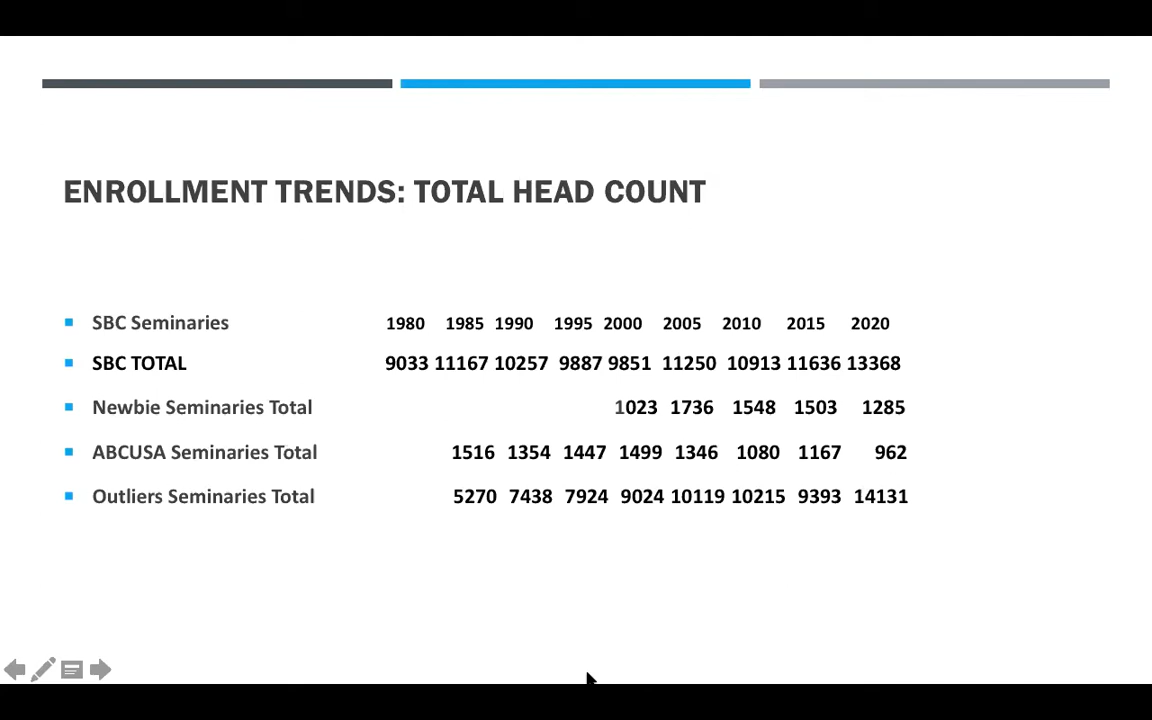 ENROLLMENT TRENDS: TOTAL HEAD COUNT
SBC Seminaries 1980 1985 1990 1995 2000 2005 2010 2015 2020
SBC TOTAL 9033 11167 10257 9887 9851 11250 10913 11636 13368
Newbie Seminaries Total 1023 1736 1548 1503 1285
ABCUSA Seminaries Total 1516 1354 1447 1499 1346 1080 1167 962
Outliers Seminaries Total 5270 7438 7924 9024 10119 10215 9393 14131